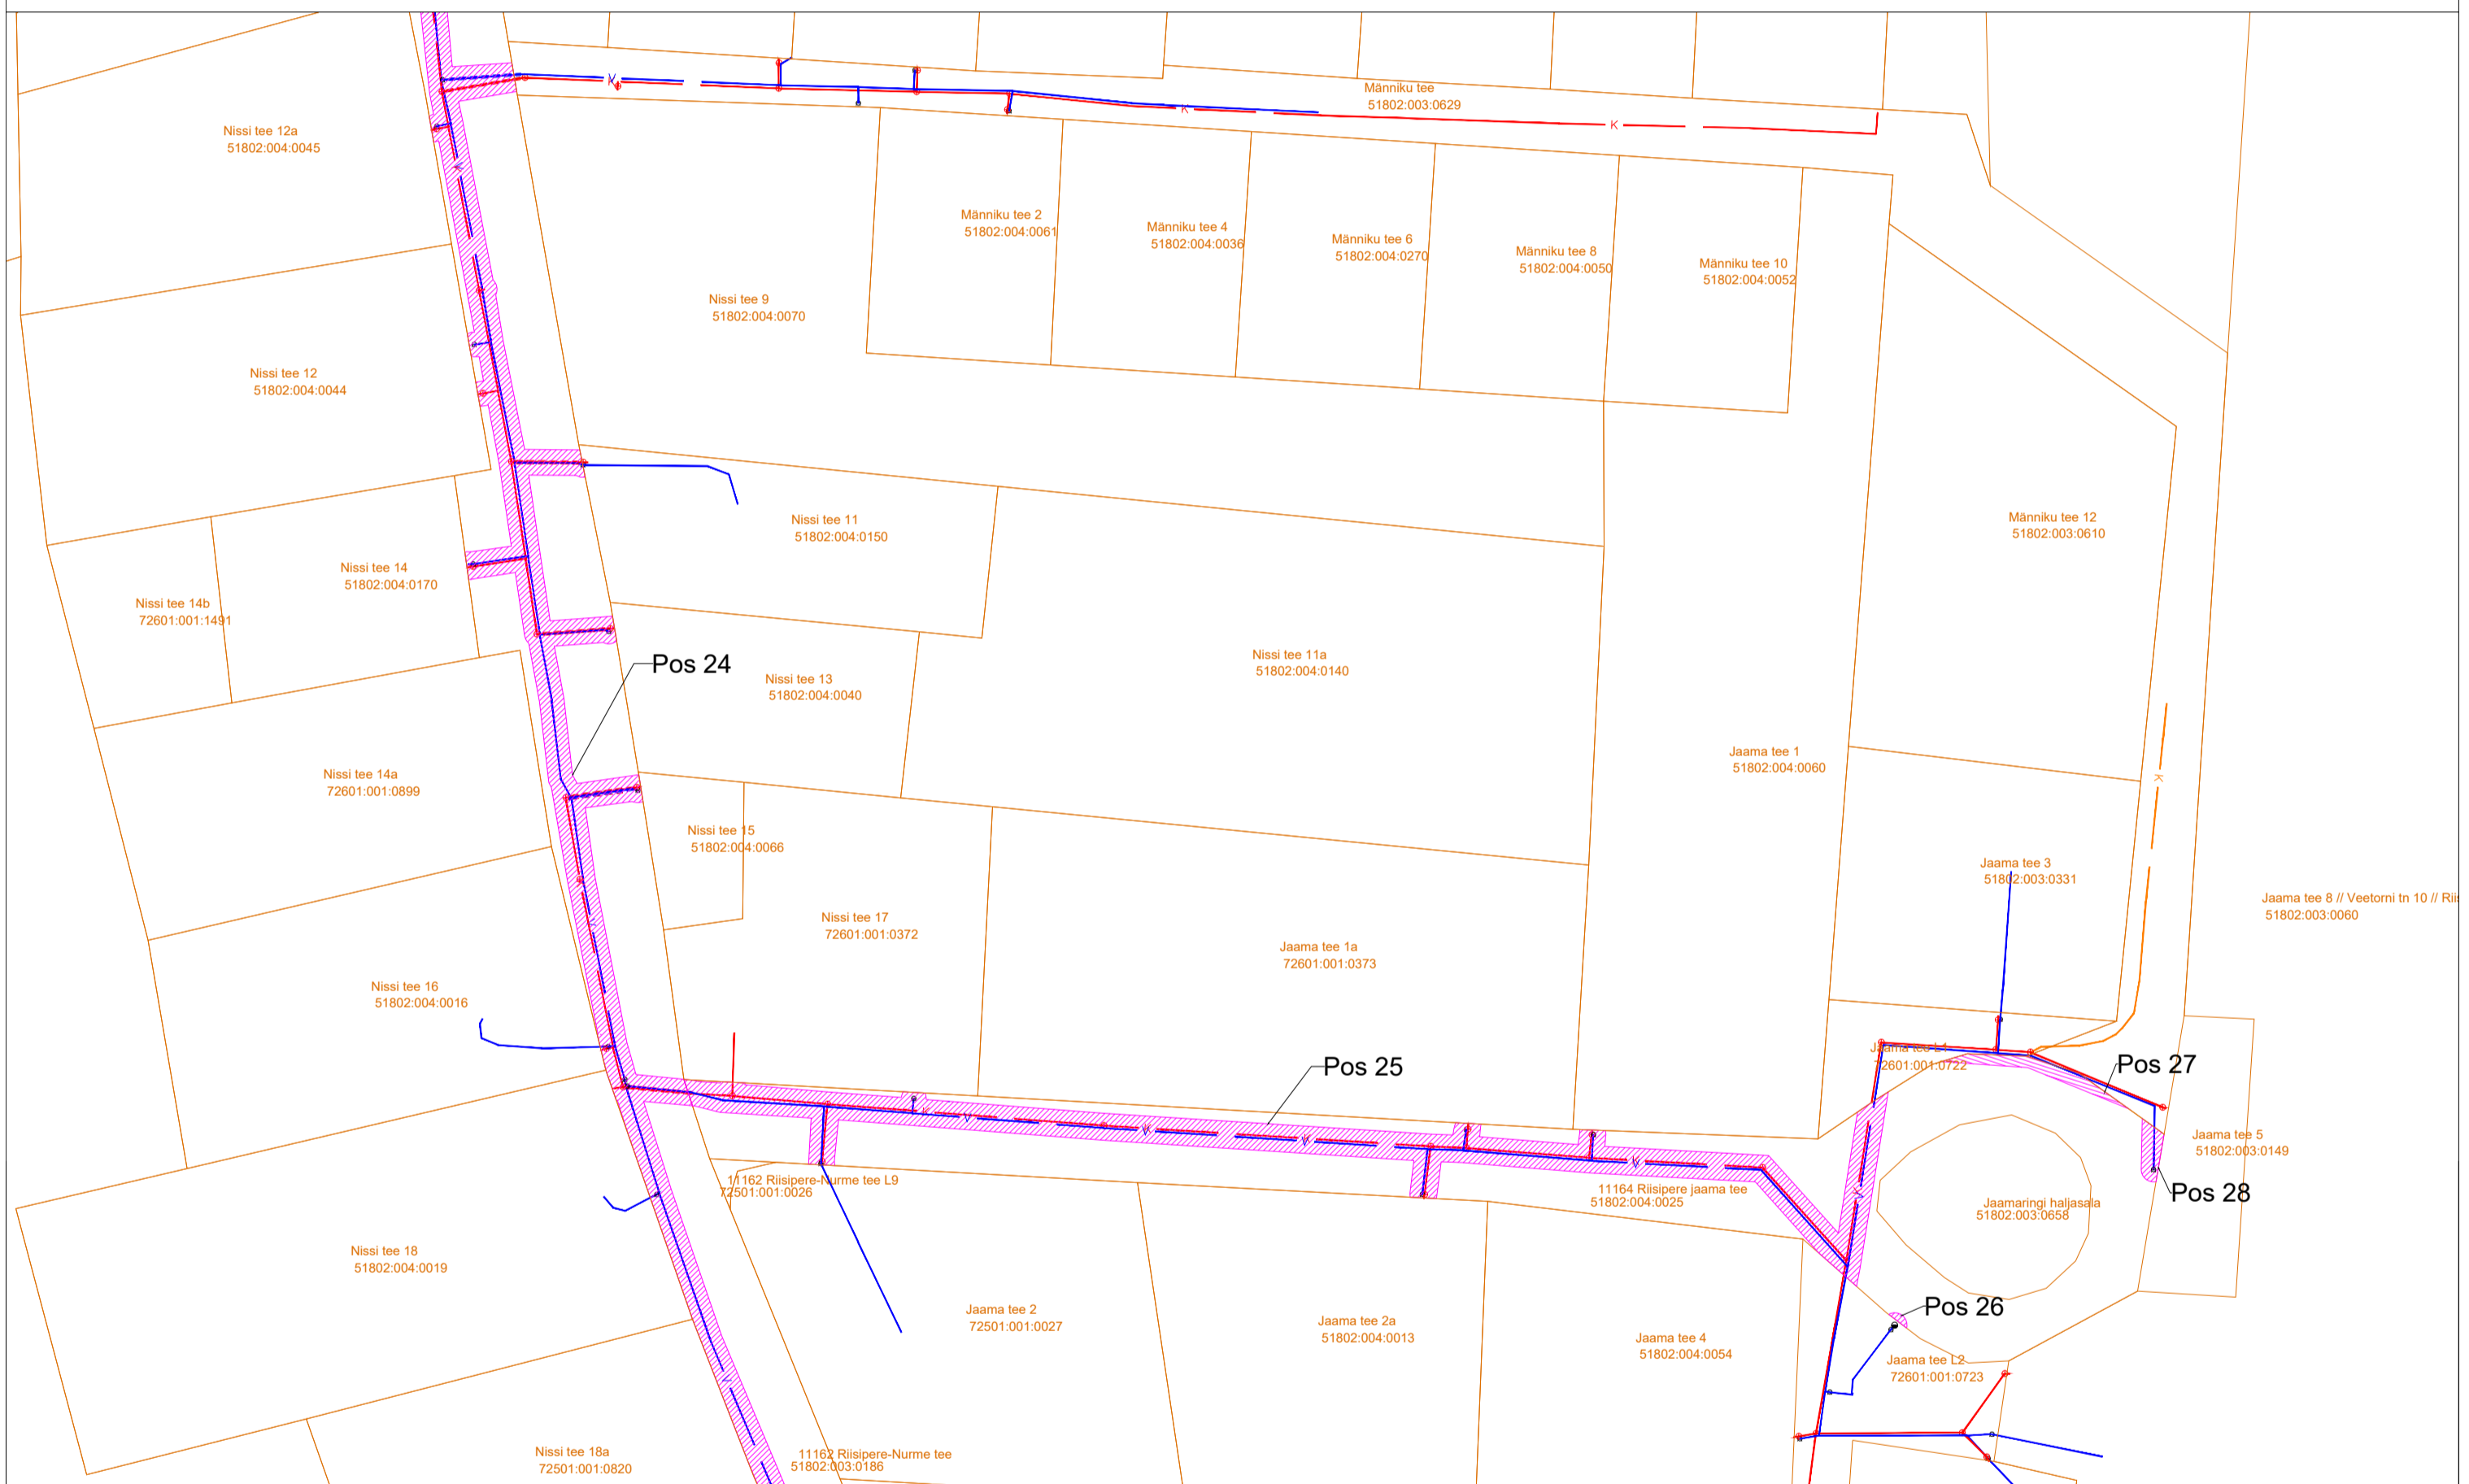 Männiku tee
51802:003:0629
Nissi tee 12a
51802:004:0045
Männiku tee 2
51802:004:0061
Männiku tee 4
51802:004:0036
Männiku tee 6
51802:004:0270
Männiku tee 8
51802:004:0050
Männiku tee 10
51802:004:0052
Nissi tee 9
51802:004:0070
Nissi tee 12
51802:004:0044
Nissi tee 11
51802:004:0150
Männiku tee 12
51802:003:0610
Nissi tee 14
51802:004:0170
Nissi tee 14b
72601:001:1491
Pos 24
Nissi tee 11a
51802:004:0140
Nissi tee 13
51802:004:0040
Jaama tee 1
51802:004:0060
Nissi tee 14a
72601:001:0899
Nissi tee 15
51802:004:0066
Jaama tee 3
51802:003:0331
Jaama tee 8 // Veetorni tn 10 // Riis
51802:003:0060
Nissi tee 17
72601:001:0372
Jaama tee 1a
72601:001:0373
Nissi tee 16
51802:004:0016
Jaama tee L1
72601:001:0722
Pos 25
Pos 27
Jaama tee 5
51802:003:0149
11162 Riisipere-Nurme tee L9
72501:001:0026
11164 Riisipere jaama tee
51802:004:0025
Pos 28
Jaamaringi haljasala
51802:003:0658
Nissi tee 18
51802:004:0019
Jaama tee 2
72501:001:0027
Jaama tee 2a
51802:004:0013
Pos 26
Jaama tee 4
51802:004:0054
Jaama tee L2
72601:001:0723
Nissi tee 18a
72501:001:0820
11162 Riisipere-Nurme tee
51802:003:0186
V
K
K
K
K
K
V
V
K
V
K
V
K
V
K